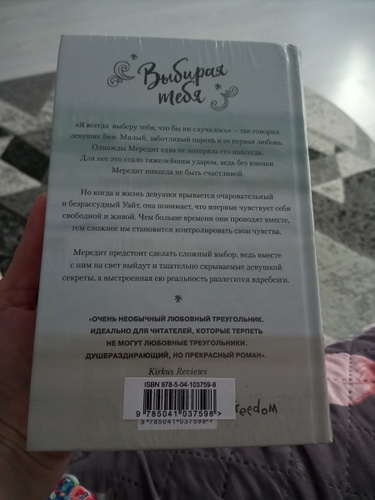 Выбирая
тебя
«Я всегда выберу тебя, что бы ни случилось» – так говорил
девушке Бен. Милый, заботливый парень и ее первая любовь.
Однажды Мередит едва не потеряла его навсегда.
Для нее это стало тяжелейшим ударом, ведь без
Мередит никогда не быть счастливой.
Но когда в жизнь девушки врывается очаровательный
и безрассудный Уайт, она понимает, что впервые чувствует себя
свободной и живой. Чем больше времени они проводят вместе,
тем сложнее им становится контролировать свои чувства.
Мередит предстоит сделать сложный выбор, ведь вместе
с ним на свет выйдут и тщательно скрываемые девушкой
секреты, а выстроенная ею реальность разлетится вдребезги.
«ОЧЕНЬ НЕОБЫЧНЫЙ ЛЮБОВНЫЙ ТРЕУГОЛЬНИК.
ИДЕАЛЬНО ДЛЯ ЧИТАТЕЛЕЙ, КОТОРЫЕ ТЕРПЕТЬ
НЕ МОГУТ ЛЮБОВНЫЕ ТРЕУГОЛЬНИКИ.
ДУШЕРАЗДИРАЮЩИЙ, НО ПРЕКРАСНЫЙ РОМАН».
Kirkus Reviews
ISBN 978-5-04-103759-8
9 785041 037598 >
eedom
9 785041 037598 >